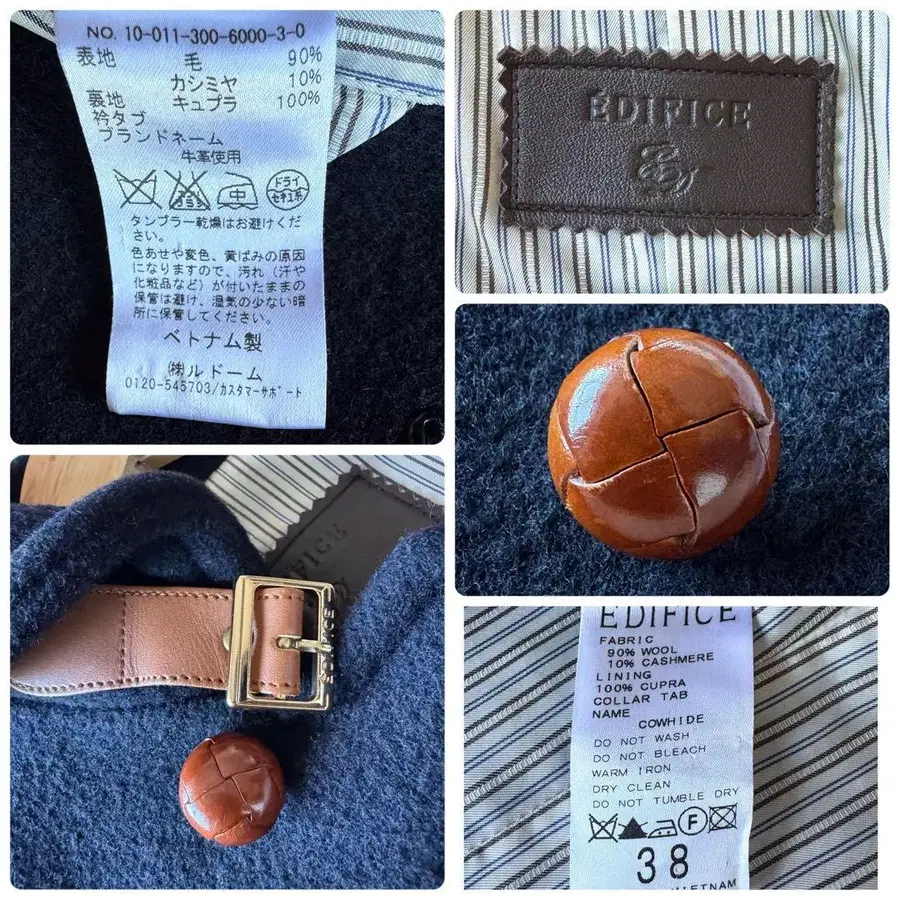 NO. 10-011-300-6000-3-0
表地 毛 90%
カシミヤ 10%
裏地 キュプラ 100%
衿タブ
ブランドネーム
牛革使用
ドライ
セキユ系
タンブラー乾燥はお避けくだ
さい。
色あせや変色、黄ばみの原因
になりますので、汚れ（汗や
化粧品など）が付いたままの
保管は避け、湿気の少ない暗
所に保管してください。
ベトナム製
㈱ルドーム
0120-545703/カスタマーサポート
ÉDIFICE
EDIFICE
EDIFICE
ÉDIFICE
FABRIC
90% WOOL
10% CASHMERE
LINING
100% CUPRA
COLLAR TAB
NAME
COWHIDE
DO NOT WASH
DO NOT BLEACH
WARM IRON
DRY CLEAN
DO NOT TUMBLE DRY
F
38
VIETNAM